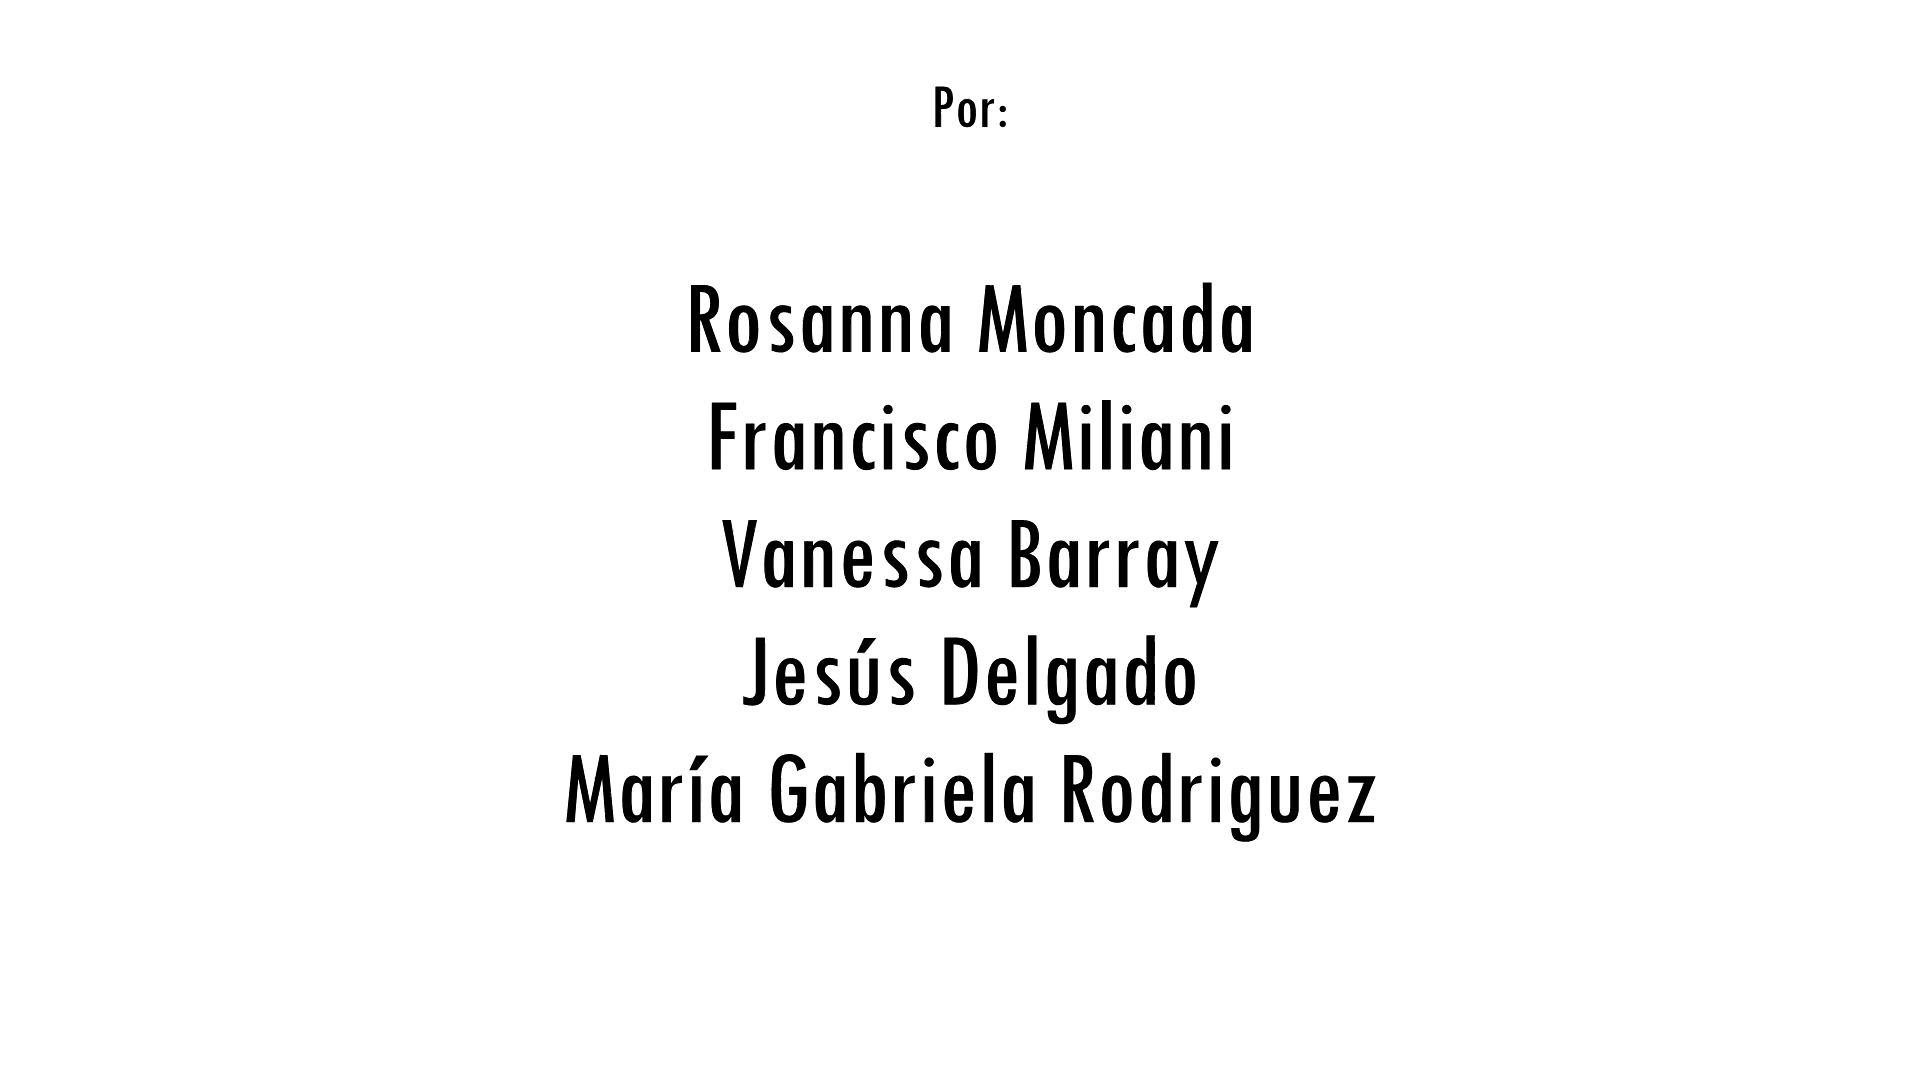 Por:
Rosanna Moncada
Francisco Miliani
Vanessa Barray
Jesús Delgado
María Gabriela Rodriguez